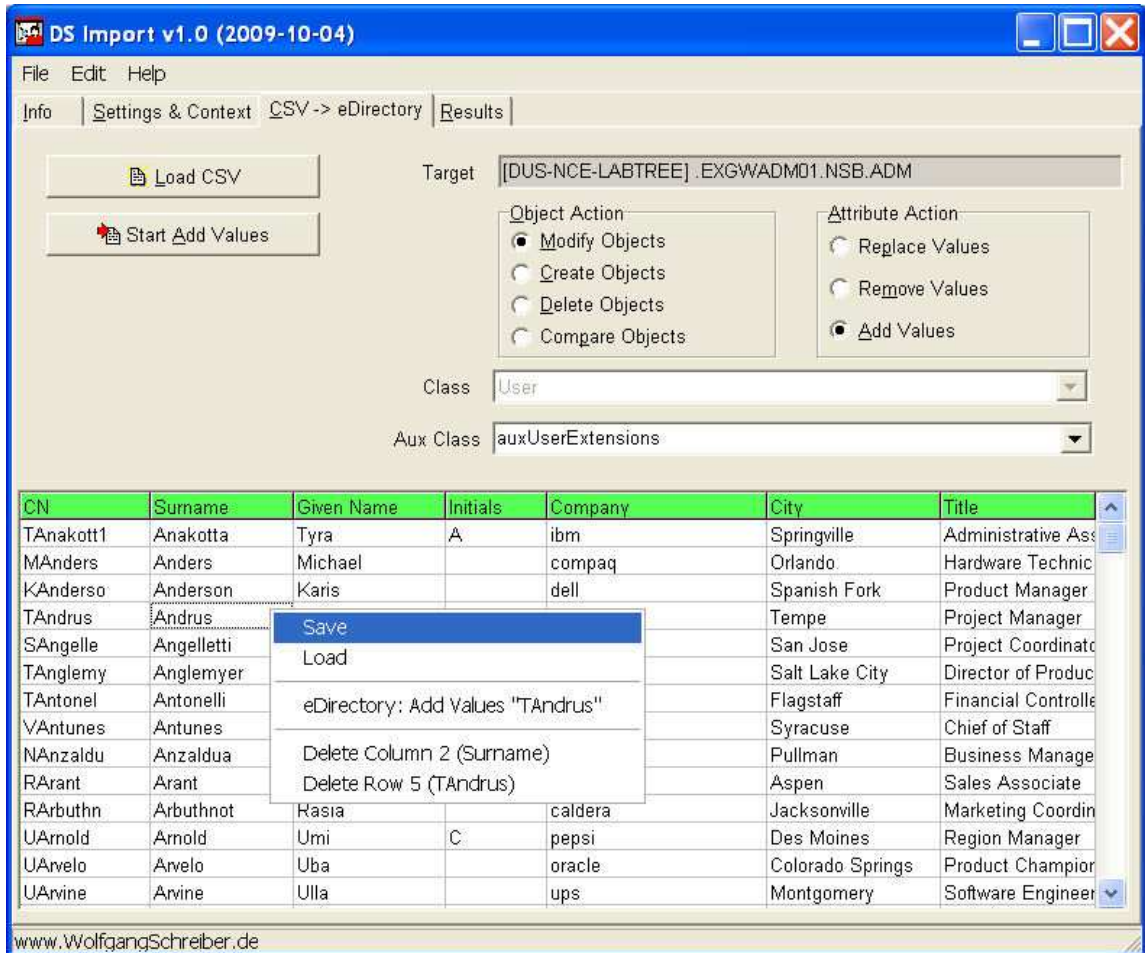 DS Import v1.0 (2009-10-04)
File Edit Help
Info Settings & Context CSV -> eDirectory Results
Load CSV
Target [DUS-NCE-LABTREE] .EXGWADM01.NSB.ADM
Start Add Values
Object Action
Modify Objects
Create Objects
Delete Objects
Compare Objects
Attribute Action
Replace Values
Remove Values
Add Values
Class User
Aux Class auxUserExtensions
CN Surname Given Name Initials Company City Title
TAnakott1 Anakotta Tyra A ibm Springville Administrative Ass
MAnders Anders Michael compaq Orlando Hardware Technic
KAnderso Anderson Karis dell Spanish Fork Product Manager
TAndrus Andrus Tempe Project Manager
SAngelle Angelletti San Jose Project Coordinato
TAnglemy Anglemyer Salt Lake City Director of Produc
TAntonel Antonelli Flagstaff Financial Controlle
VAntunes Antunes Syracuse Chief of Staff
NAnzaldu Anzaldua Pullman Business Manage
RArant Arant Aspen Sales Associate
RArbuthn Arbuthnot Rasia caldera Jacksonville Marketing Coordin
UArnold Arnold Umi C pepsi Des Moines Region Manager
UArvelo Arvelo Uba oracle Colorado Springs Product Champion
UArvine Arvine Ulla ups Montgomery Software Engineer
Save
Load
eDirectory: Add Values "TAndrus"
Delete Column 2 (Surname)
Delete Row 5 (TAndrus)
www.WolfgangSchreiber.de